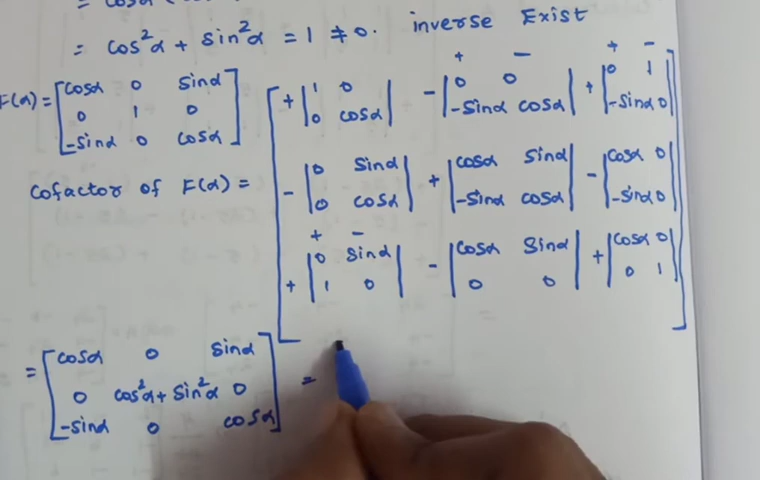 = cosα
= cos²α + sin²α = 1 ≠ 0. inverse Exist
F(α) = [cosα 0 sinα
0 1 0
-sinα 0 cosα]
+ - + -
Cofactor of F(α) = [+|1 0; 0 cosα| -|0 0; -sinα cosα| +|0 1; -sinα 0|
-|0 sinα; 0 cosα| +|cosα sinα; -sinα cosα| -|cosα 0; -sinα 0|
+ -
+|0 sinα; 1 0| -|cosα sinα; 0 0| +|cosα 0; 0 1|]
= [cosα 0 sinα
0 cos²α + sin²α 0
-sinα 0 cosα] =